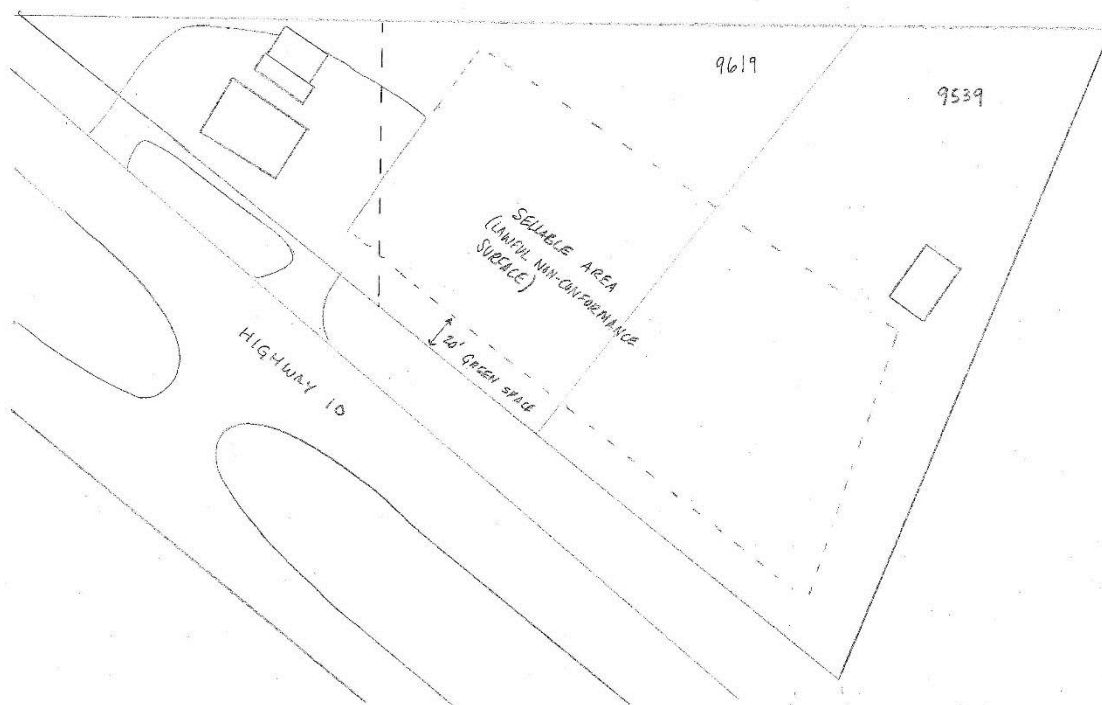 9619
9539
SELLABLE AREA
(LAWFUL NON-CONFORMANCE
SURFACE)
20' GREEN SPACE
HIGHWAY 10